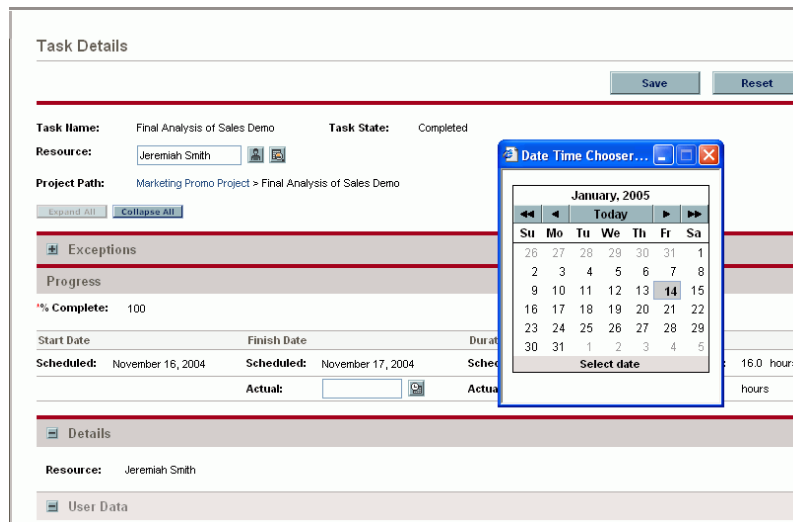 Task Details
Save Reset
Task Name: Final Analysis of Sales Demo Task State: Completed
Resource: Jeremiah Smith
Project Path: Marketing Promo Project > Final Analysis of Sales Demo
Expand All Collapse All
Exceptions
Progress
*% Complete: 100
Start Date Finish Date Durat
Scheduled: November 16, 2004 Scheduled: November 17, 2004 Sched : 16.0 hour
Actual: Actua hours
Details
Resource: Jeremiah Smith
User Data
Date Time Chooser...
January, 2005
Today
Su Mo Tu We Th Fr Sa
26 27 28 29 30 31 1
2 3 4 5 6 7 8
9 10 11 12 13 14 15
16 17 18 19 20 21 22
23 24 25 26 27 28 29
30 31 1 2 3 4 5
Select date